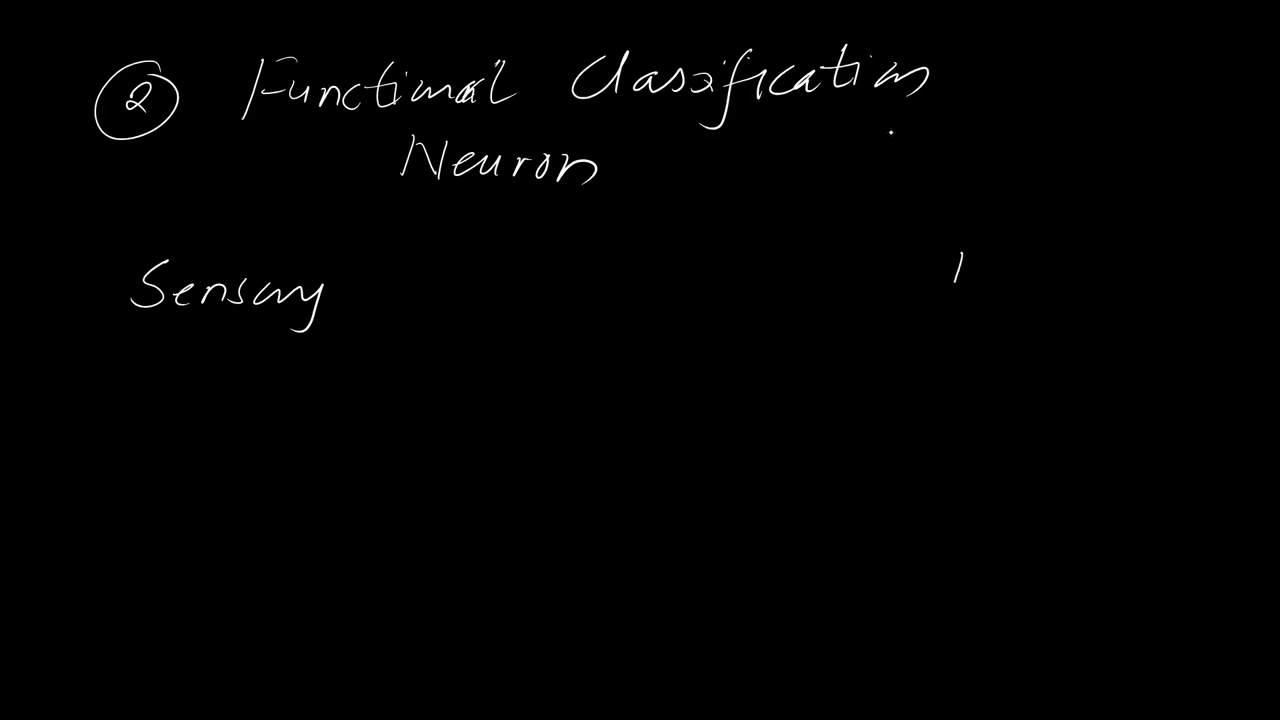 ② Functional Classification
Neuron
Sensory